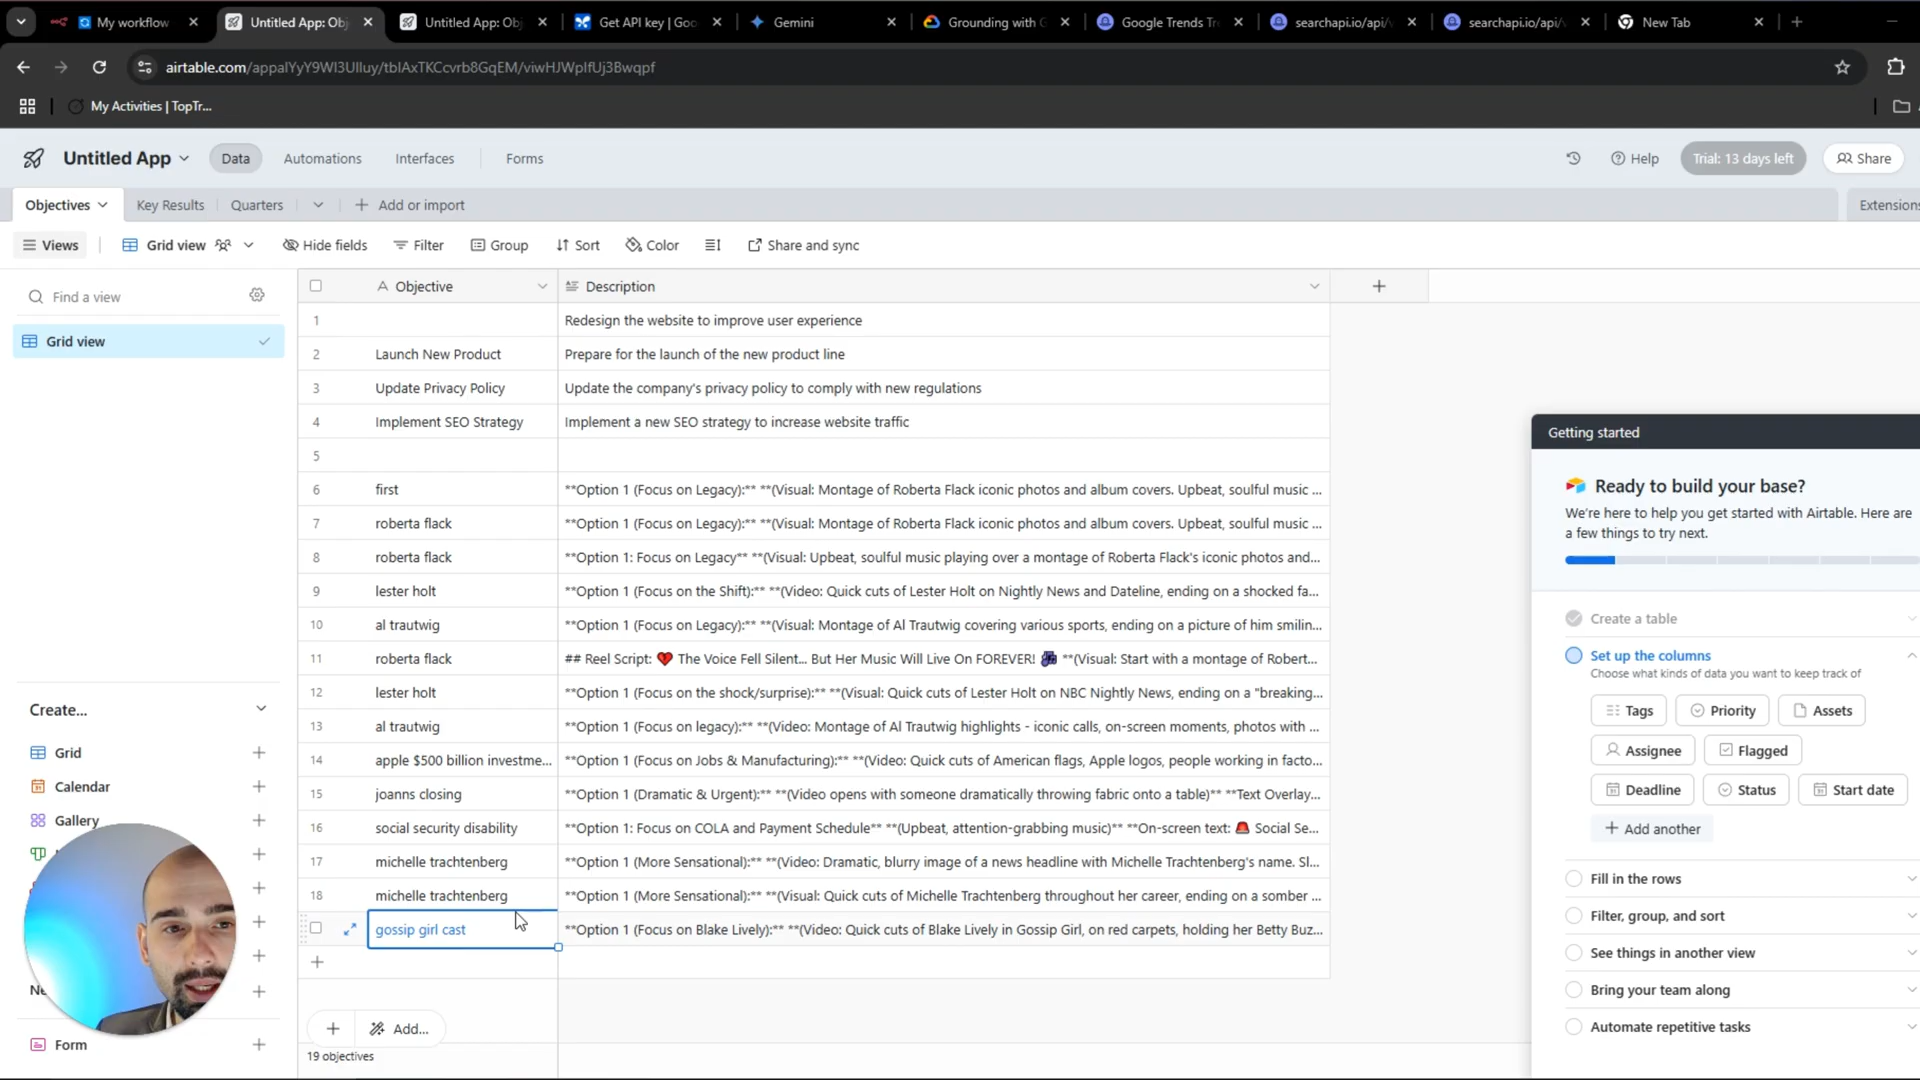 My workflow
Untitled App: Obj
Untitled App: Obj
Get API key | Goo
Gemini
Grounding with G
Google Trends Tr
searchapi.io/api/v
searchapi.io/api/v
New Tab
airtable.com/appalYyY9WI3UIluy/tblAxTKCcvrb8GqEM/viwHJWpIfUj3Bwqpf
My Activities | TopTr...
Untitled App
Data
Automations
Interfaces
Forms
Help
Trial: 13 days left
Share
Objectives
Key Results
Quarters
Add or import
Extensions
Views
Grid view
Hide fields
Filter
Group
Sort
Color
Share and sync
Find a view
Grid view
Objective
Description
1 Redesign the website to improve user experience
2 Launch New Product Prepare for the launch of the new product line
3 Update Privacy Policy Update the company's privacy policy to comply with new regulations
4 Implement SEO Strategy Implement a new SEO strategy to increase website traffic
5
6 first **Option 1 (Focus on Legacy):** **(Visual: Montage of Roberta Flack iconic photos and album covers. Upbeat, soulful music ...
7 roberta flack **Option 1 (Focus on Legacy):** **(Visual: Montage of Roberta Flack iconic photos and album covers. Upbeat, soulful music ...
8 roberta flack **Option 1: Focus on Legacy** **(Visual: Upbeat, soulful music playing over a montage of Roberta Flack's iconic photos and...
9 lester holt **Option 1 (Focus on the Shift):** **(Video: Quick cuts of Lester Holt on Nightly News and Dateline, ending on a shocked fa...
10 al trautwig **Option 1 (Focus on Legacy):** **(Visual: Montage of Al Trautwig covering various sports, ending on a picture of him smilin...
11 roberta flack ## Reel Script: 💔 The Voice Fell Silent... But Her Music Will Live On FOREVER! 🎶 **(Visual: Start with a montage of Robert...
12 lester holt **Option 1 (Focus on the shock/surprise):** **(Visual: Quick cuts of Lester Holt on NBC Nightly News, ending on a "breaking...
13 al trautwig **Option 1 (Focus on legacy):** **(Video: Montage of Al Trautwig highlights - iconic calls, on-screen moments, photos with ...
14 apple $500 billion investme... **Option 1 (Focus on Jobs & Manufacturing):** **(Video: Quick cuts of American flags, Apple logos, people working in facto...
15 joanns closing **Option 1 (Dramatic & Urgent):** **(Video opens with someone dramatically throwing fabric onto a table)** **Text Overlay...
16 social security disability **Option 1: Focus on COLA and Payment Schedule** **(Upbeat, attention-grabbing music)** **On-screen text: 🚨 Social Se...
17 michelle trachtenberg **Option 1 (More Sensational):** **(Video: Dramatic, blurry image of a news headline with Michelle Trachtenberg's name. Sl...
18 michelle trachtenberg **Option 1 (More Sensational):** **(Visual: Quick cuts of Michelle Trachtenberg throughout her career, ending on a somber ...
gossip girl cast **Option 1 (Focus on Blake Lively):** **(Video: Quick cuts of Blake Lively in Gossip Girl, on red carpets, holding her Betty Buz...
Add...
19 objectives
Create...
Grid
Calendar
Gallery
Ne
Form
Getting started
Ready to build your base?
We're here to help you get started with Airtable. Here are
a few things to try next.
Create a table
Set up the columns
Choose what kinds of data you want to keep track of
Tags
Priority
Assets
Assignee
Flagged
Deadline
Status
Start date
Add another
Fill in the rows
Filter, group, and sort
See things in another view
Bring your team along
Automate repetitive tasks